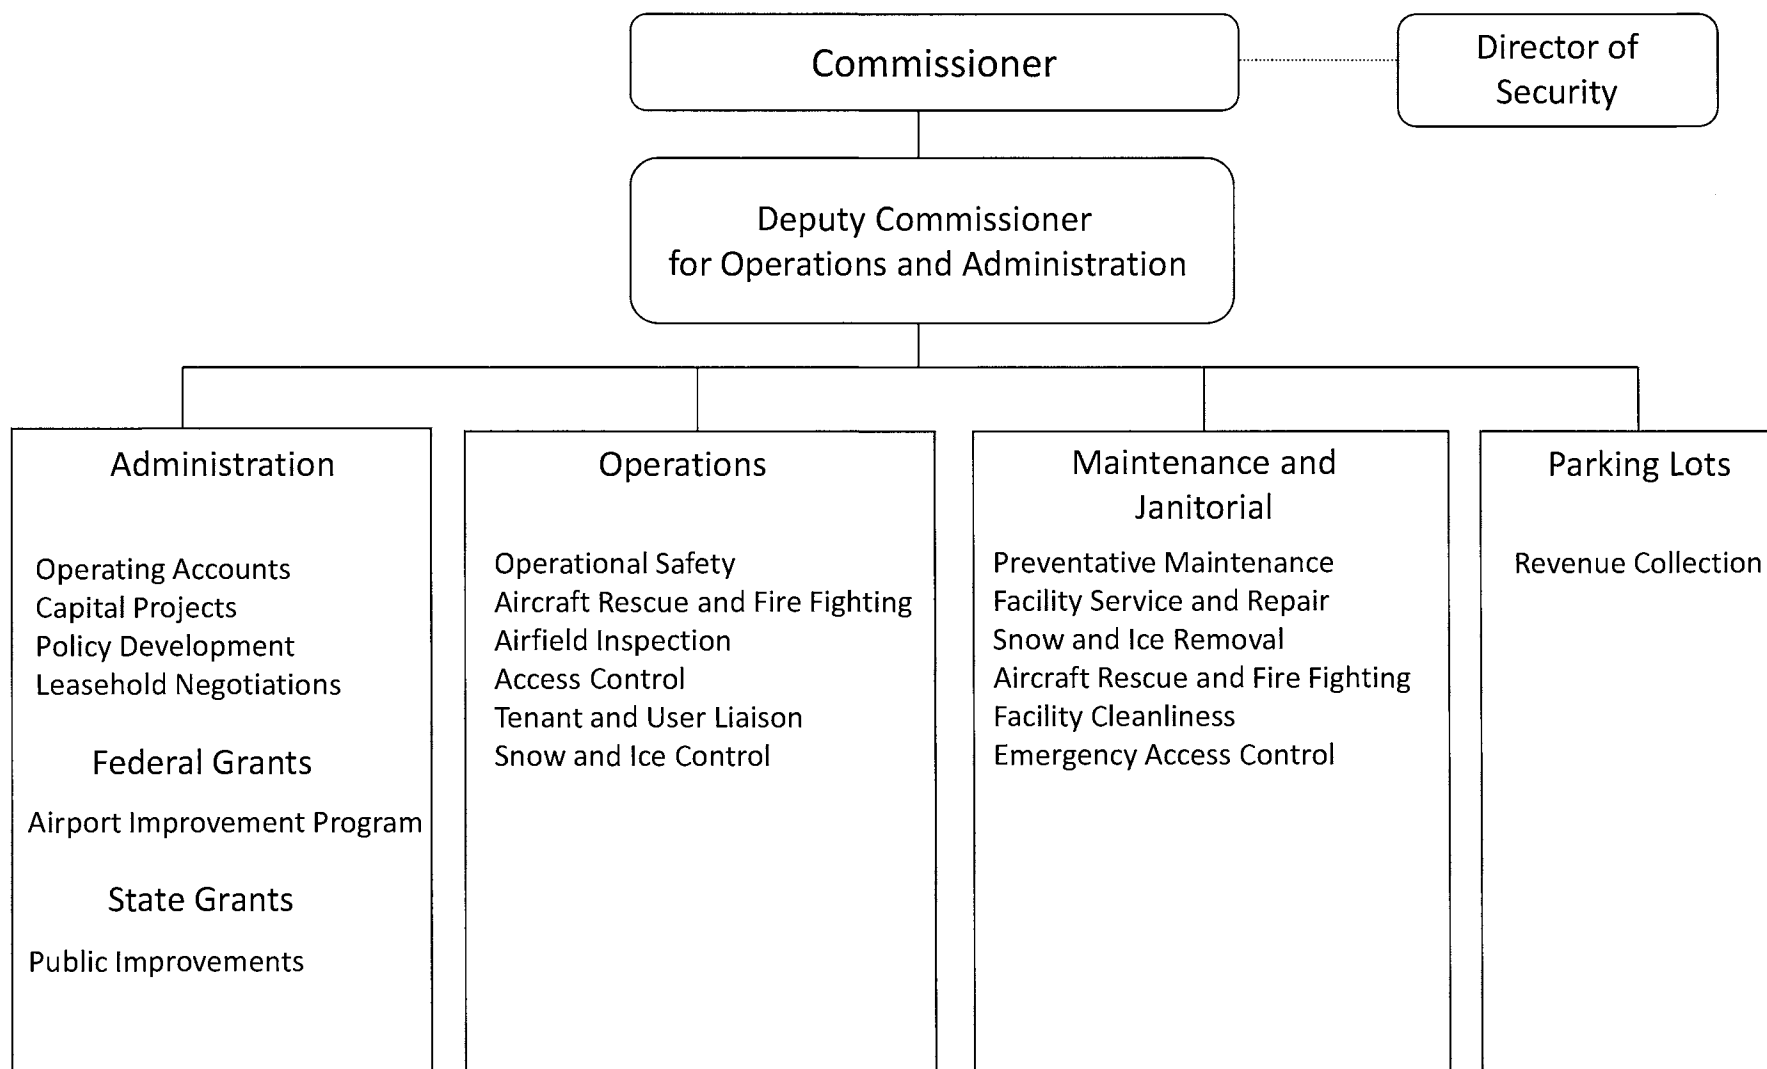 Commissioner
Director of
Security
Deputy Commissioner
for Operations and Administration
Administration
Operating Accounts
Capital Projects
Policy Development
Leasehold Negotiations
Federal Grants
Airport Improvement Program
State Grants
Public Improvements
Operations
Operational Safety
Aircraft Rescue and Fire Fighting
Airfield Inspection
Access Control
Tenant and User Liaison
Snow and Ice Control
Maintenance and
Janitorial
Preventative Maintenance
Facility Service and Repair
Snow and Ice Removal
Aircraft Rescue and Fire Fighting
Facility Cleanliness
Emergency Access Control
Parking Lots
Revenue Collection